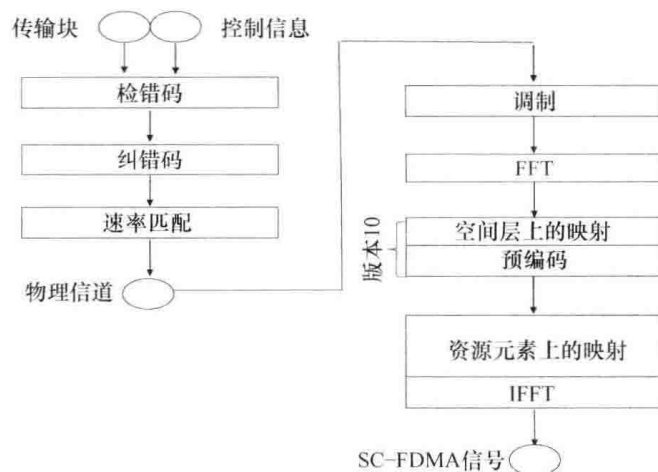 传输块
控制信息
检错码
纠错码
速率匹配
物理信道
调制
FFT
版本10
空间层上的映射
预编码
资源元素上的映射
IFFT
SC-FDMA信号